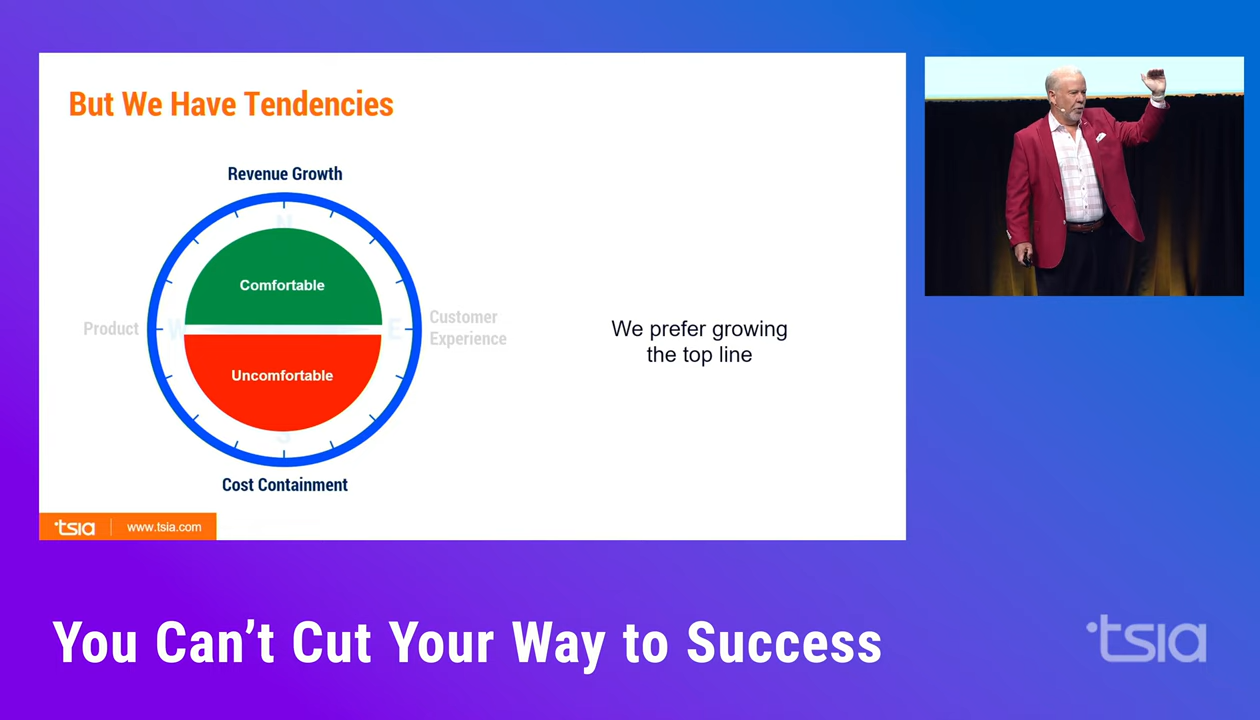 But We Have Tendencies
Revenue Growth
N
Comfortable
Product
W
E
Customer
Experience
Uncomfortable
S
Cost Containment
We prefer growing
the top line
tsia
www.tsia.com
You Can’t Cut Your Way to Success
tsia